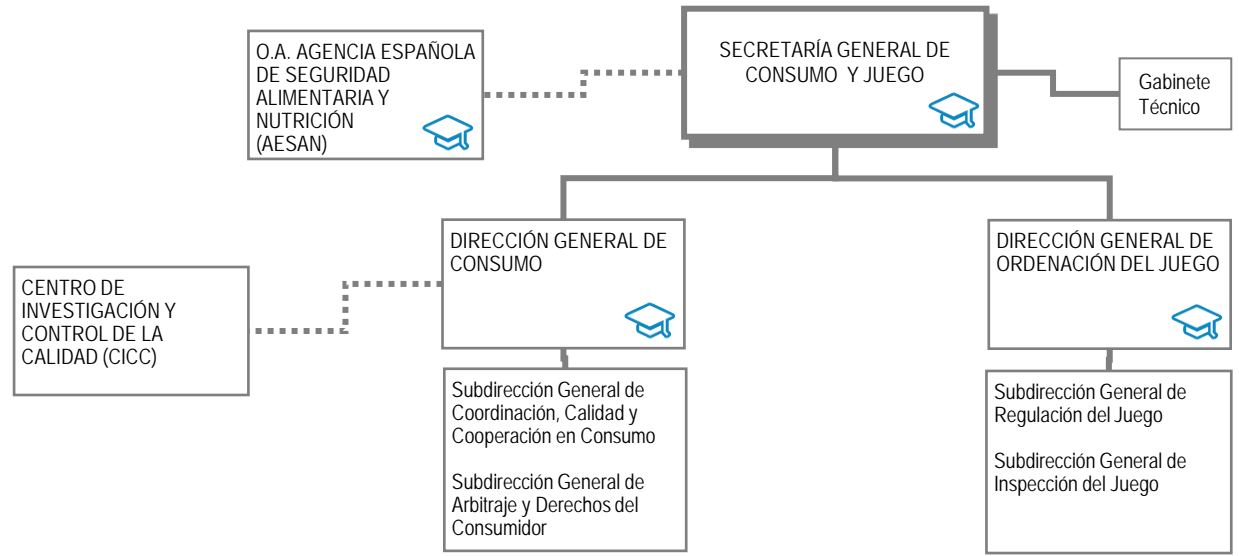 O.A. AGENCIA ESPAÑOLA
DE SEGURIDAD
ALIMENTARIA Y
NUTRICIÓN
(AESAN)
SECRETARÍA GENERAL DE
CONSUMO Y JUEGO
Gabinete
Técnico
CENTRO DE
INVESTIGACIÓN Y
CONTROL DE LA
CALIDAD (CICC)
DIRECCIÓN GENERAL DE
CONSUMO
DIRECCIÓN GENERAL DE
ORDENACIÓN DEL JUEGO
Subdirección General de
Coordinación, Calidad y
Cooperación en Consumo
Subdirección General de
Arbitraje y Derechos del
Consumidor
Subdirección General de
Regulación del Juego
Subdirección General de
Inspección del Juego